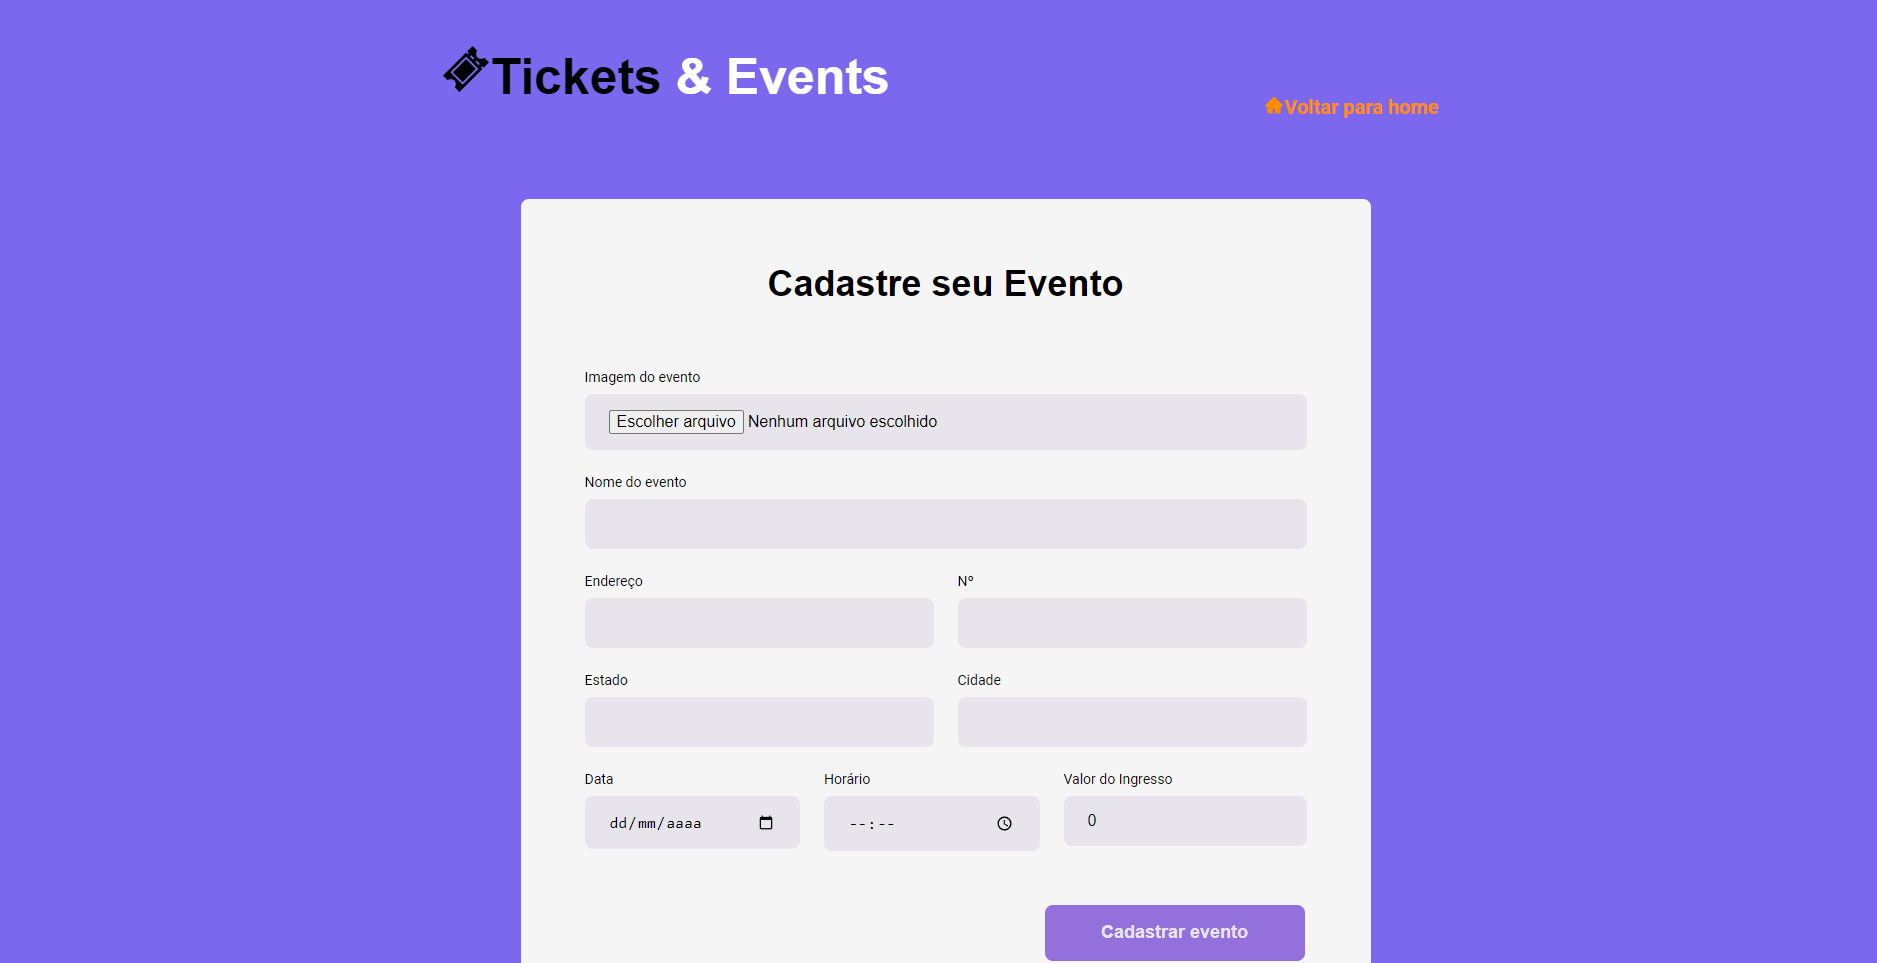 Tickets & Events
Voltar para home
Cadastre seu Evento
Imagem do evento
Escolher arquivo Nenhum arquivo escolhido
Nome do evento
Endereço Nº
Estado Cidade
Data Horário Valor do Ingresso
dd/mm/aaaa --:-- 0
Cadastrar evento